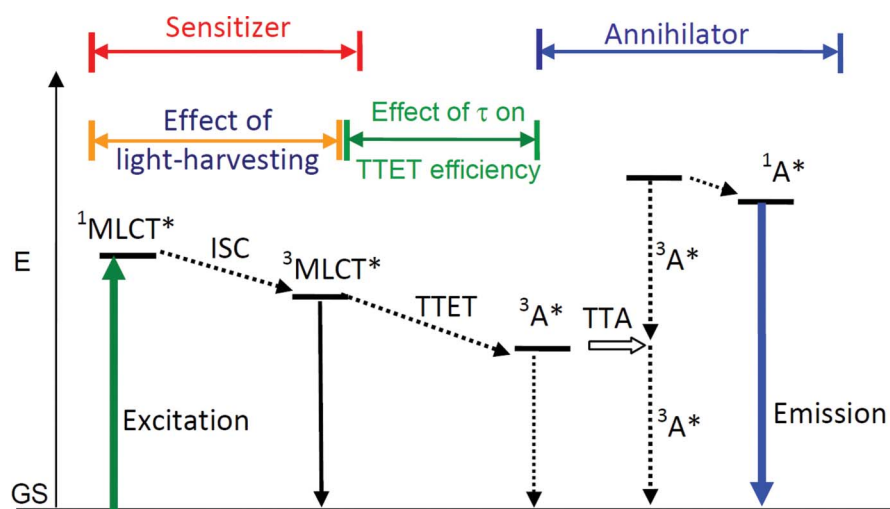 Sensitizer
Annihilator
Effect of
light-harvesting
Effect of τ on
TTET efficiency
E
¹MLCT*
ISC
³MLCT*
TTET
³A*
TTA
³A*
¹A*
Excitation
³A*
Emission
GS